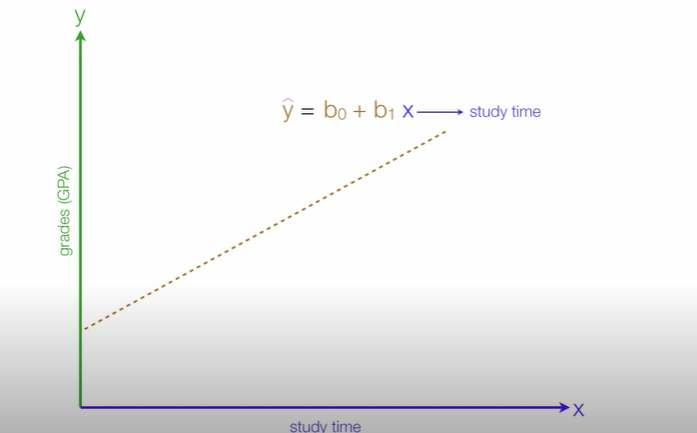 y
ŷ = b₀ + b₁ x → study time
grades (GPA)
x
study time